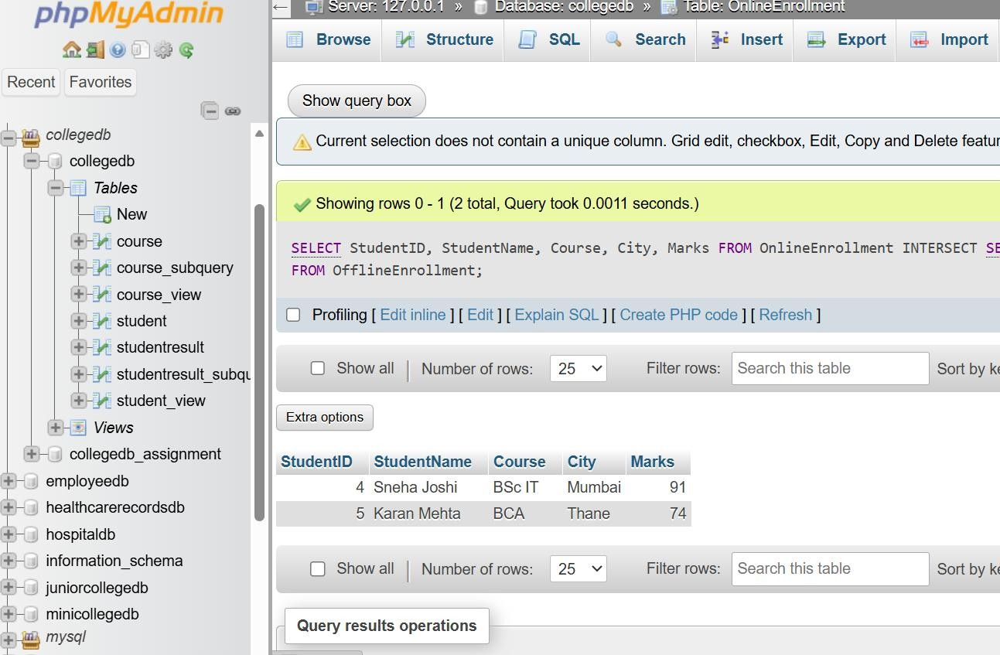 phpMyAdmin
Recent Favorites
collegedb
collegedb
Tables
New
course
course_subquery
course_view
student
studentresult
studentresult_subqu
student_view
Views
collegedb_assignment
employeedb
healthcarerecordsdb
hospitaldb
information_schema
juniorcollegedb
minicollegedb
mysql
Server: 127.0.0.1 » Database: collegedb » Table: OnlineEnrollment
Browse Structure SQL Search Insert Export Import
Show query box
Current selection does not contain a unique column. Grid edit, checkbox, Edit, Copy and Delete featur
Showing rows 0 - 1 (2 total, Query took 0.0011 seconds.)
SELECT StudentID, StudentName, Course, City, Marks FROM OnlineEnrollment INTERSECT SE
FROM OfflineEnrollment;
Profiling [ Edit inline ] [ Edit ] [ Explain SQL ] [ Create PHP code ] [ Refresh ]
Show all | Number of rows: 25 Filter rows: Search this table Sort by ke
Extra options
StudentID StudentName Course City Marks
4 Sneha Joshi BSc IT Mumbai 91
5 Karan Mehta BCA Thane 74
Show all | Number of rows: 25 Filter rows: Search this table Sort by ke
Query results operations